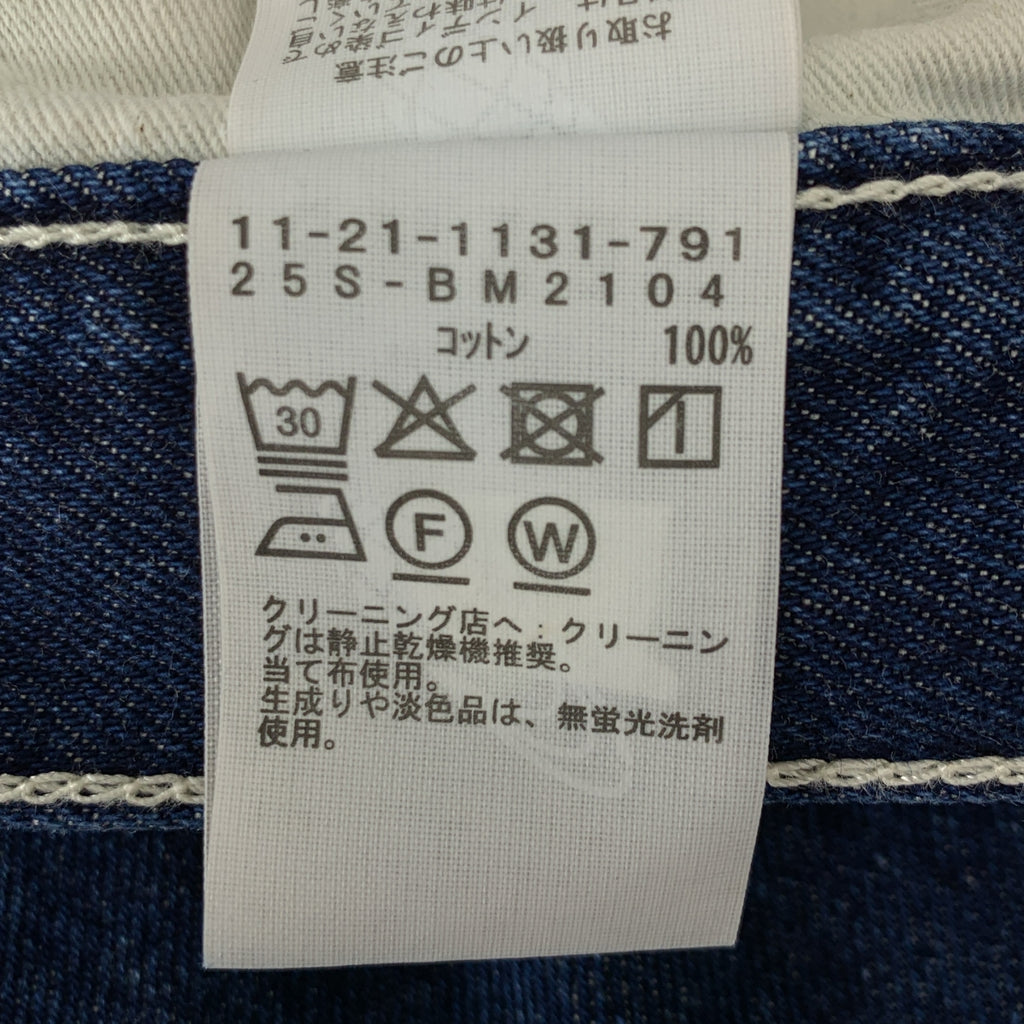 お取り扱い上のご注意
11-21-1131-791
25S-BM2104
コットン 100%
30
F W
クリーニング店へ:クリーニン
グは静止乾燥機推奨。
当て布使用。
生成りや淡色品は、無蛍光洗剤
使用。